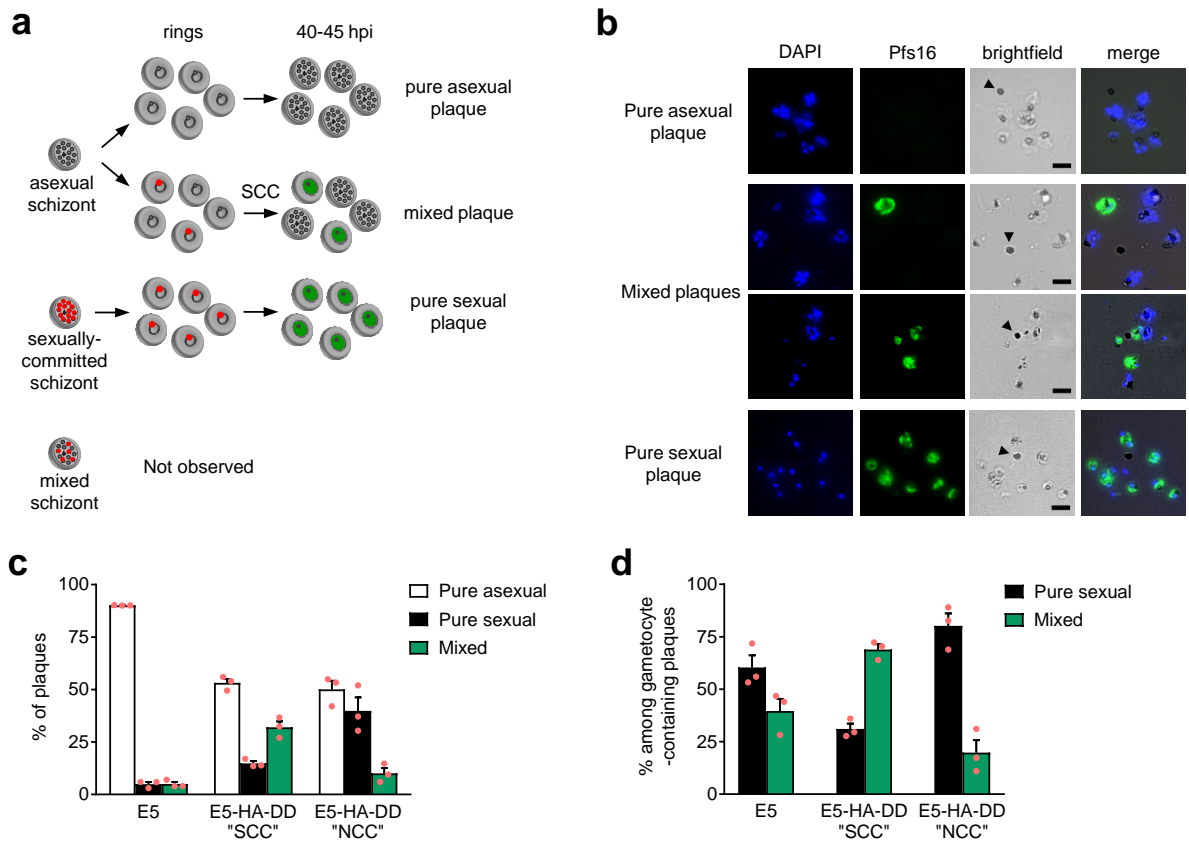 a
rings
40-45 hpi
asexual
schizont
pure asexual
plaque
SCC
mixed plaque
sexually-
committed
schizont
pure sexual
plaque
mixed
schizont
Not observed
b
DAPI
Pfs16
brightfield
merge
Pure asexual
plaque
Mixed plaques
Pure sexual
plaque
c
% of plaques
100
75
50
25
0
E5
E5-HA-DD
"SCC"
E5-HA-DD
"NCC"
Pure asexual
Pure sexual
Mixed
d
% among gametocyte
-containing plaques
100
75
50
25
0
E5
E5-HA-DD
"SCC"
E5-HA-DD
"NCC"
Pure sexual
Mixed